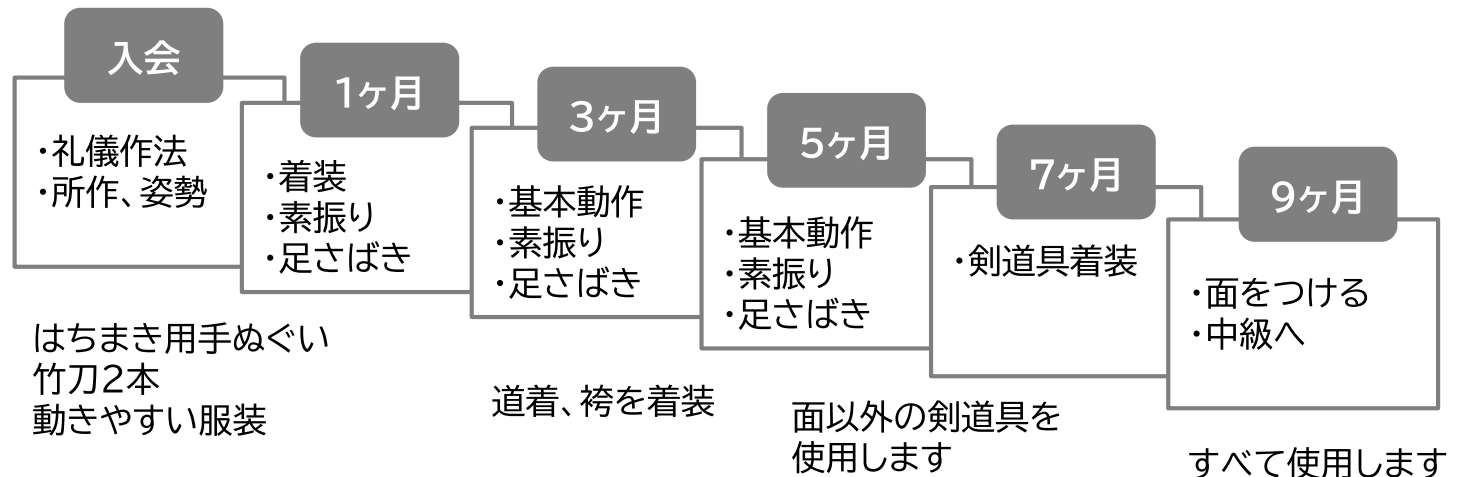 入会
・礼儀作法
・所作、姿勢
はちまき用手ぬぐい
竹刀２本
動きやすい服装
１ヶ月
・着装
・素振り
・足さばき
３ヶ月
・基本動作
・素振り
・足さばき
道着、袴を着装
５ヶ月
・基本動作
・素振り
・足さばき
面以外の剣道具を
使用します
７ヶ月
・剣道具着装
９ヶ月
・面をつける
・中級へ
すべて使用します